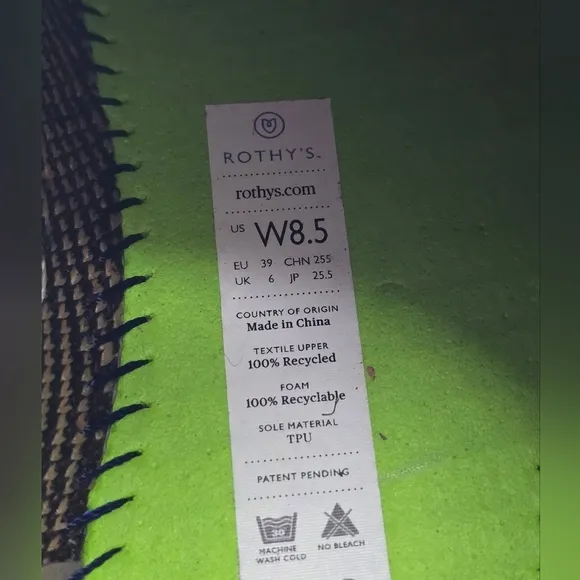 ROTHY'S™
rothys.com
US W8.5
EU 39 CHN 255
UK 6 JP 25.5
COUNTRY OF ORIGIN
Made in China
TEXTILE UPPER
100% Recycled
FOAM
100% Recyclable
SOLE MATERIAL
TPU
PATENT PENDING
30
MACHINE WASH COLD
NO BLEACH